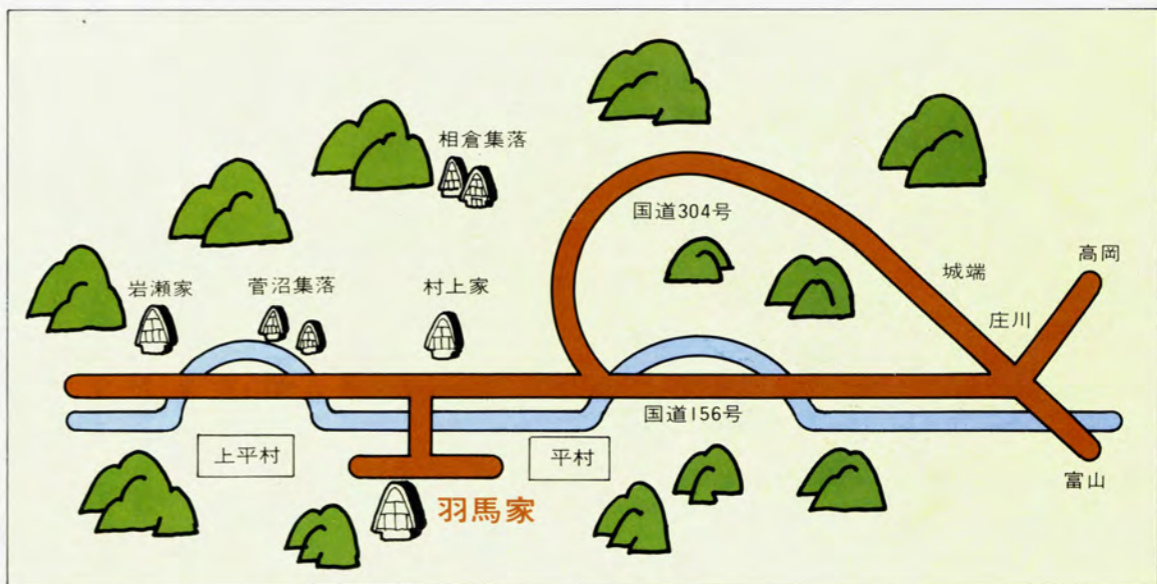 相倉集落
国道304号
高岡
城端
岩瀬家
菅沼集落
村上家
庄川
国道156号
上平村
平村
富山
羽馬家